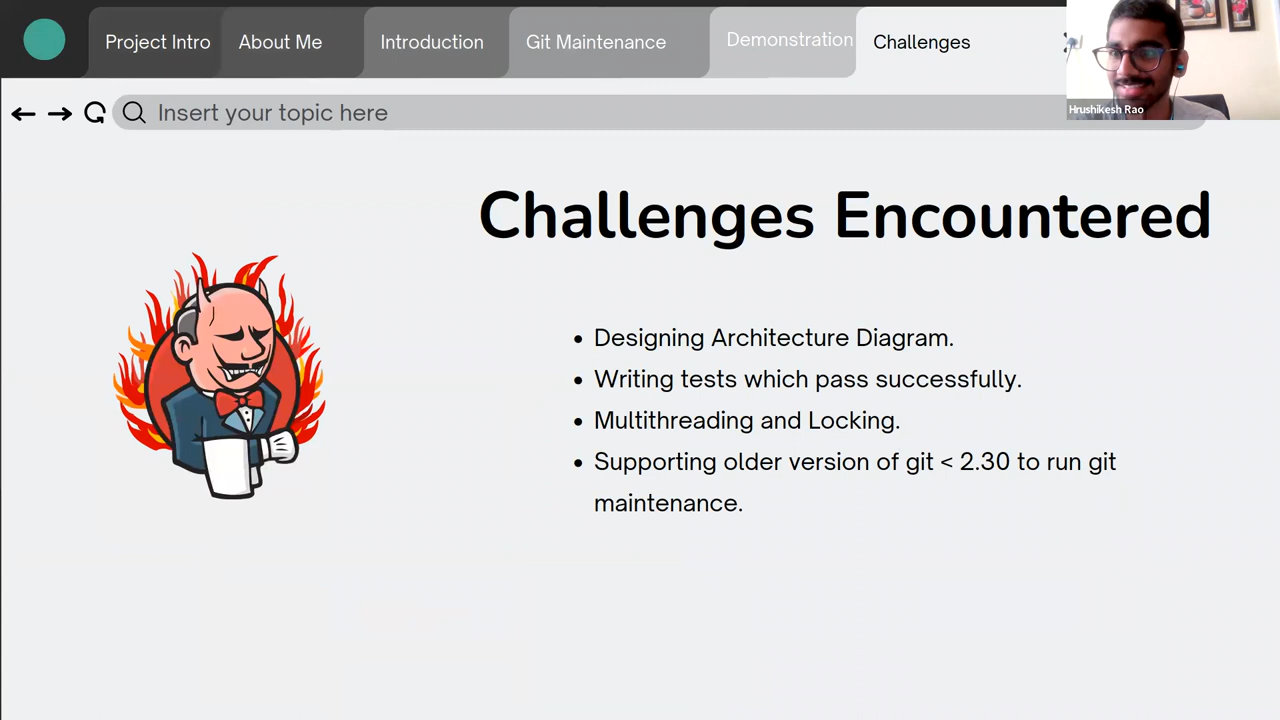 Project Intro
About Me
Introduction
Git Maintenance
Demonstration
Challenges
Insert your topic here
Hrushikesh Rao
Challenges Encountered
• Designing Architecture Diagram.
• Writing tests which pass successfully.
• Multithreading and Locking.
• Supporting older version of git < 2.30 to run git
maintenance.